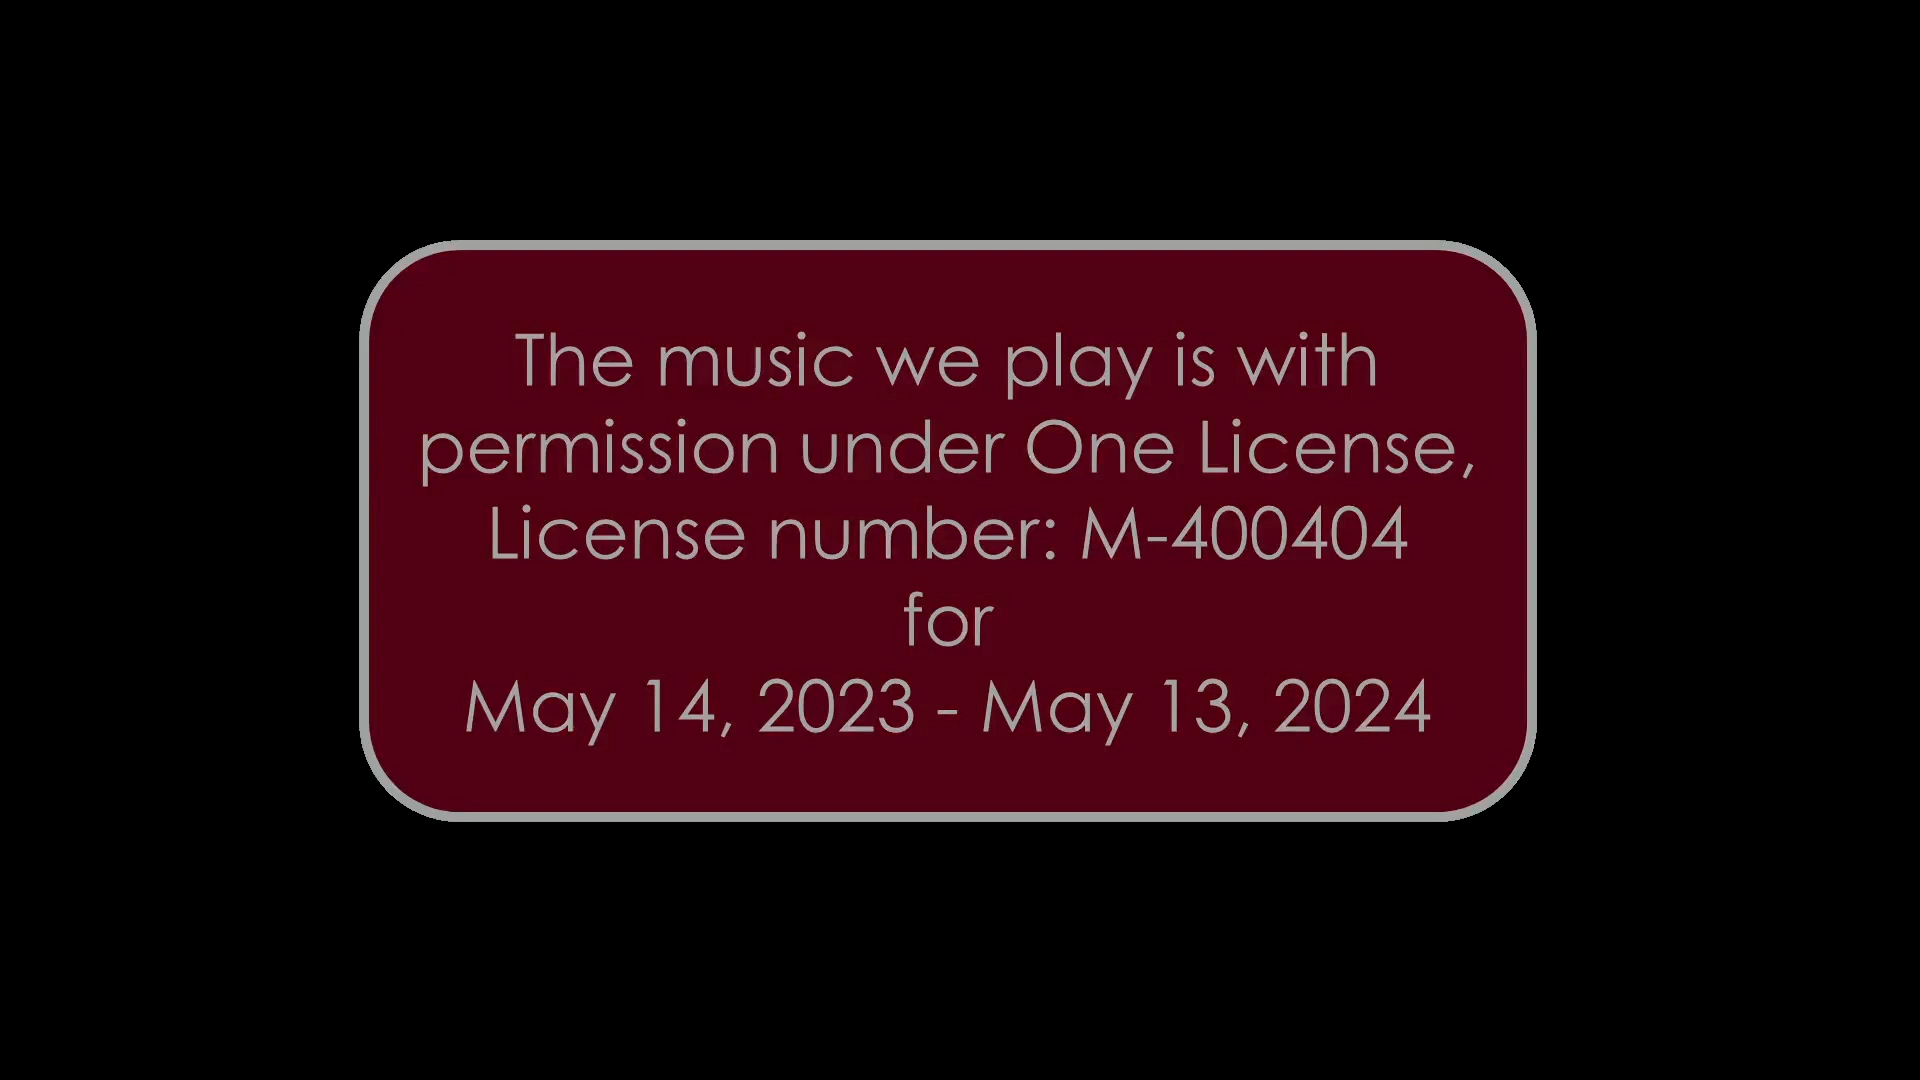 The music we play is with
permission under One License,
License number: M-400404
for
May 14, 2023 - May 13, 2024